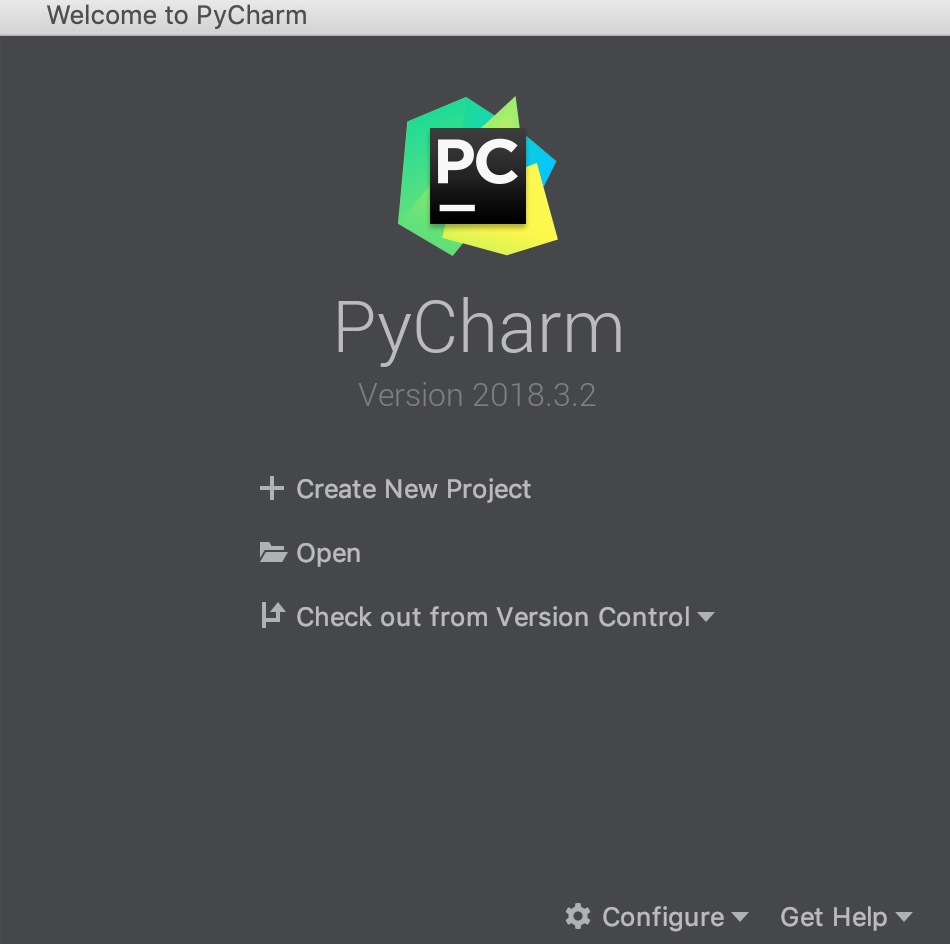 Welcome to PyCharm
PC
PyCharm
Version 2018.3.2
Create New Project
Open
Check out from Version Control
Configure Get Help